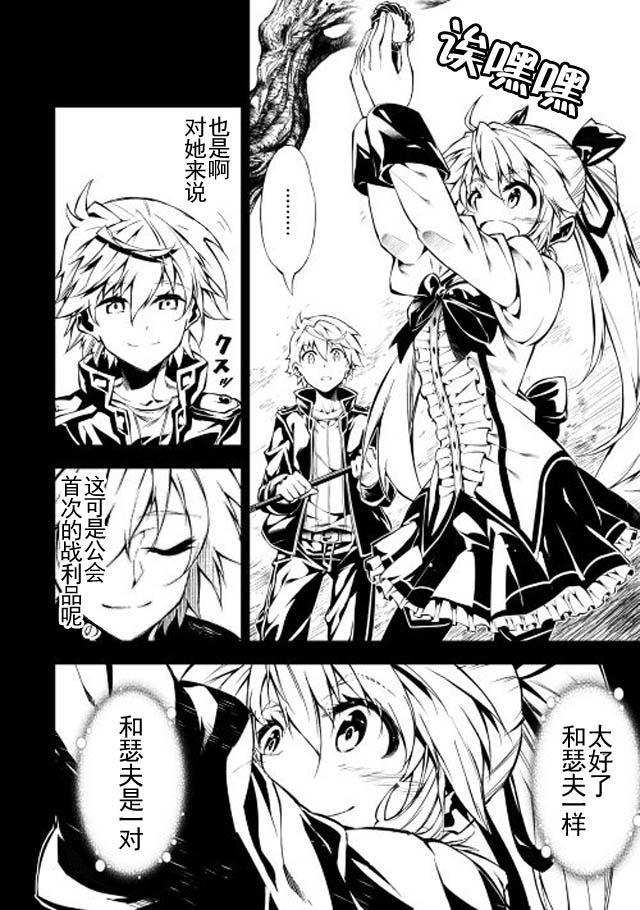 诶嘿嘿
………
也是啊
对她来说
クスッ
这可是公会
首次的战利品呢
の
太好了
和瑟夫一样
和瑟夫是一对